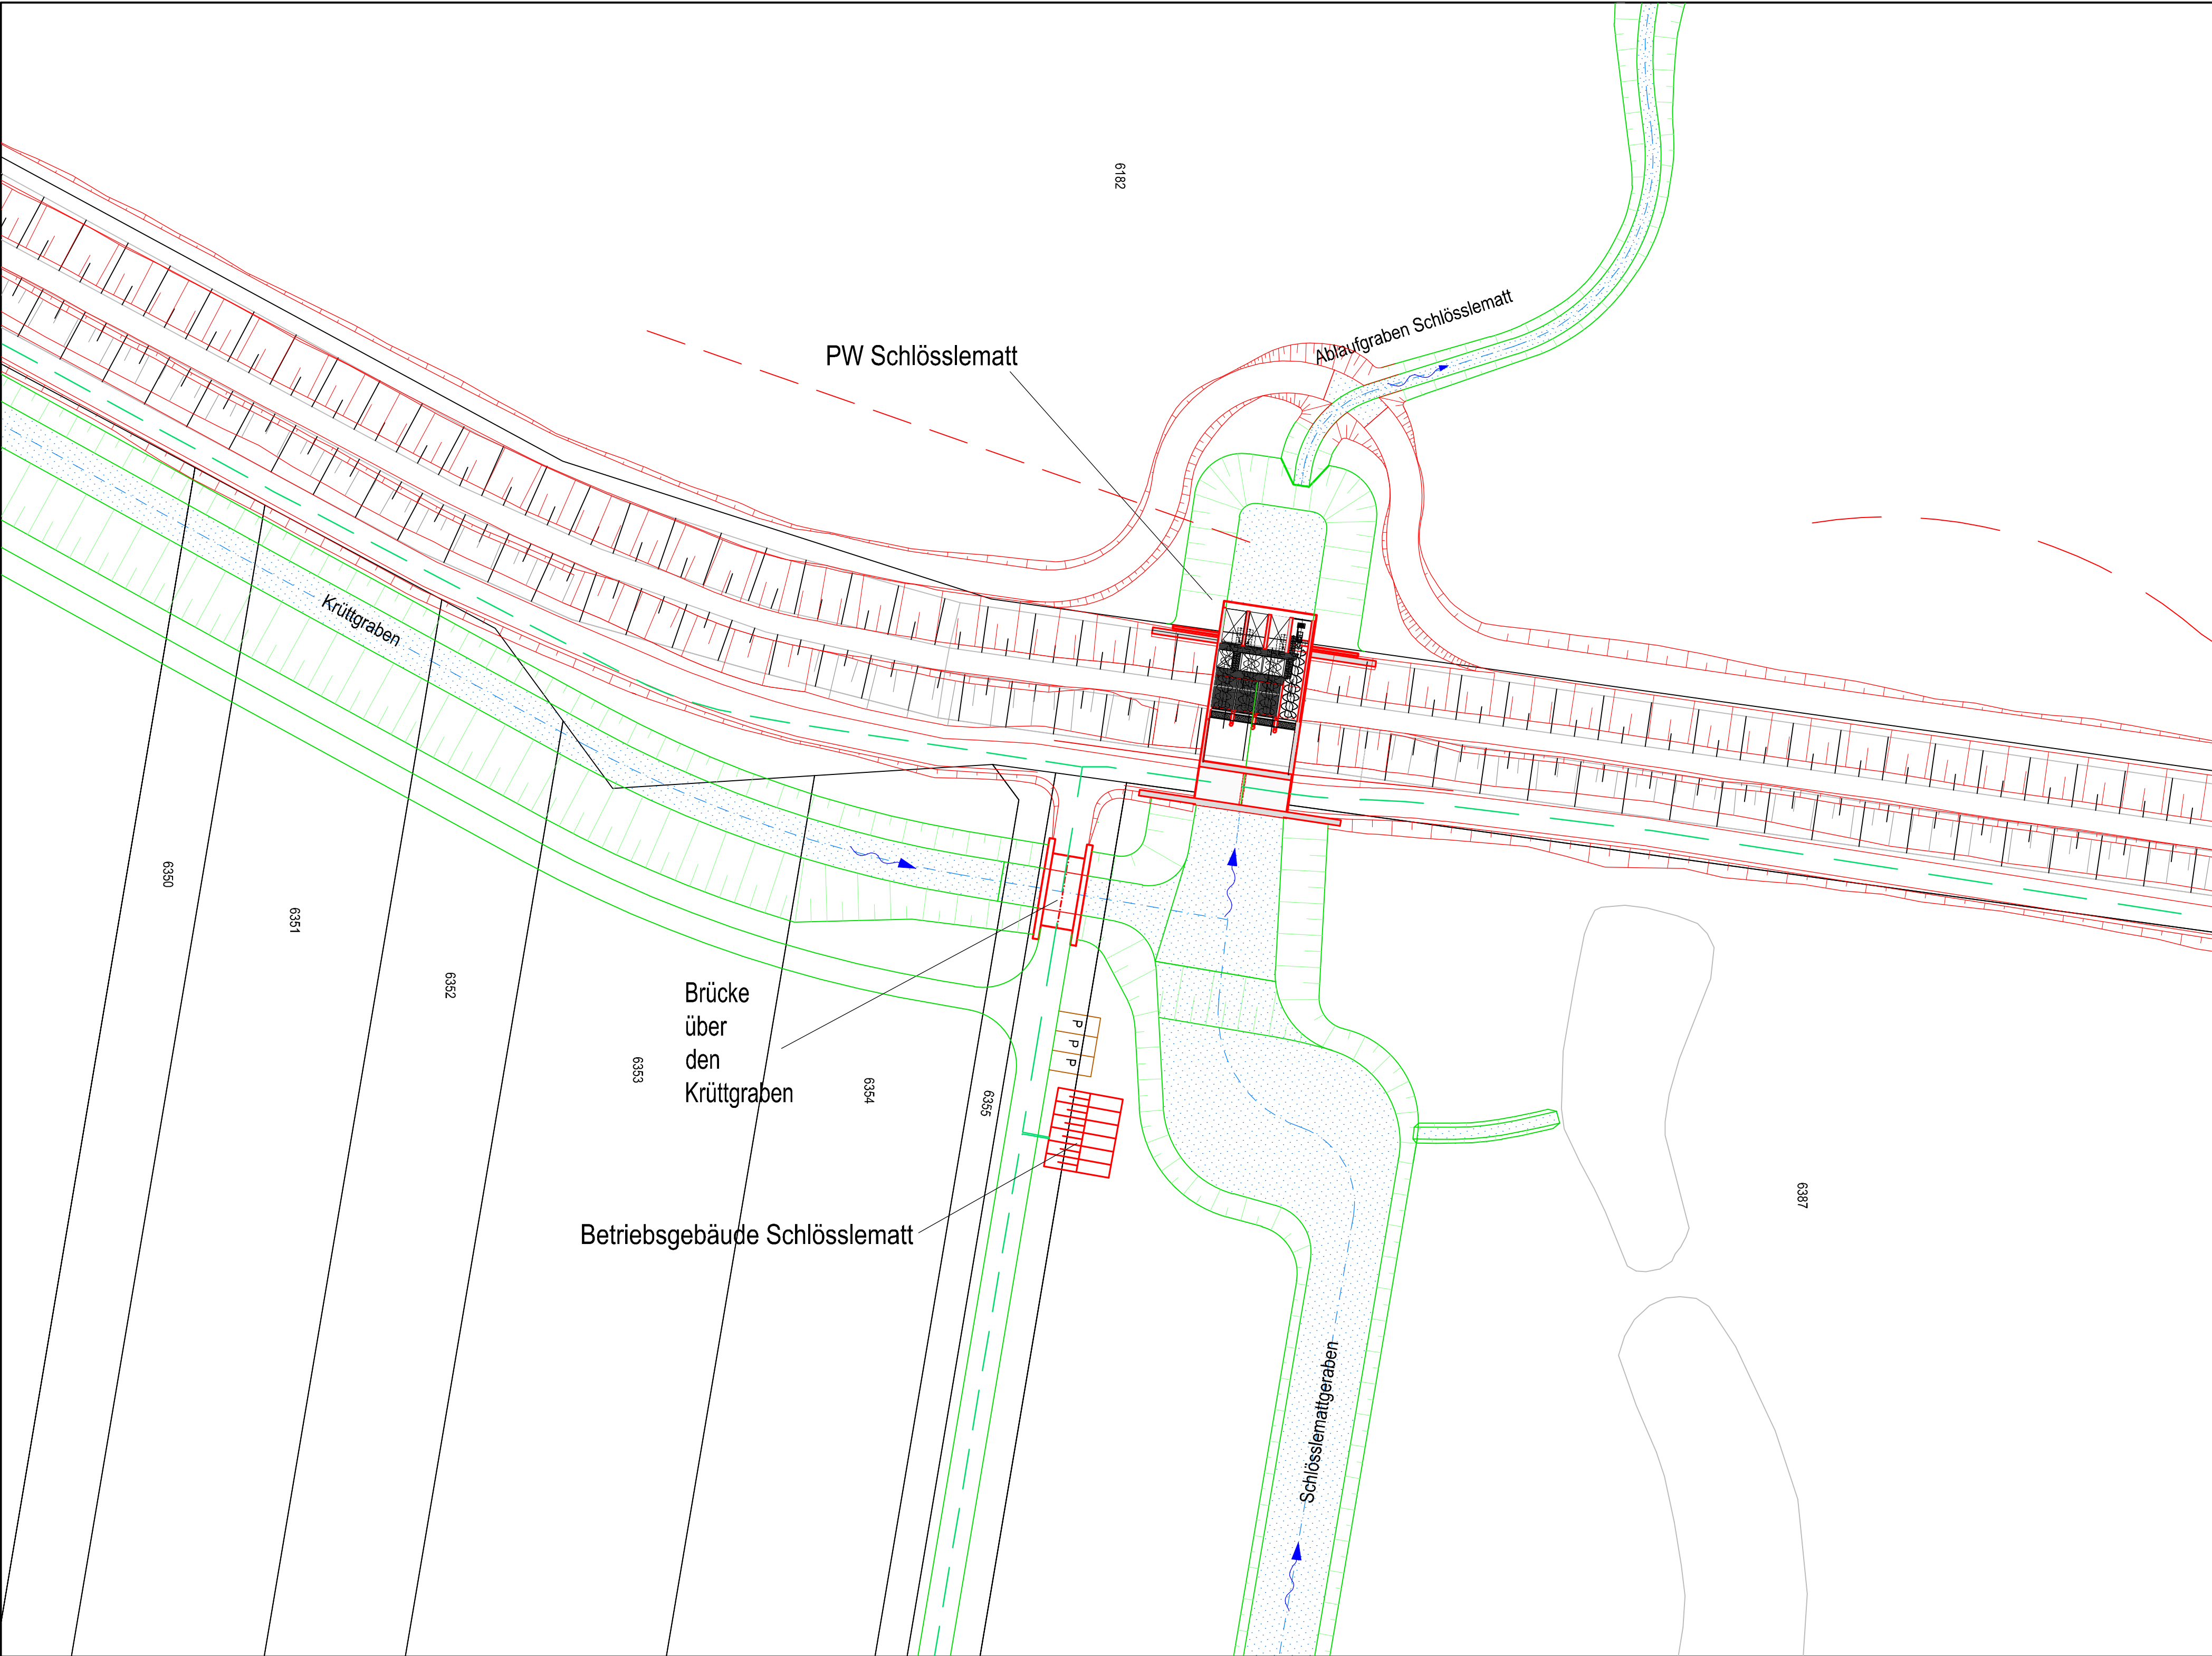 6182
Ablaufgraben Schlösslematt
PW Schlösslematt
Krüttgraben
6350
6351
6352
Brücke
über
den
Krüttgraben
P
P
P
6353
6354
6355
6387
Betriebsgebäude Schlösslematt
Schlösslemattgeraben